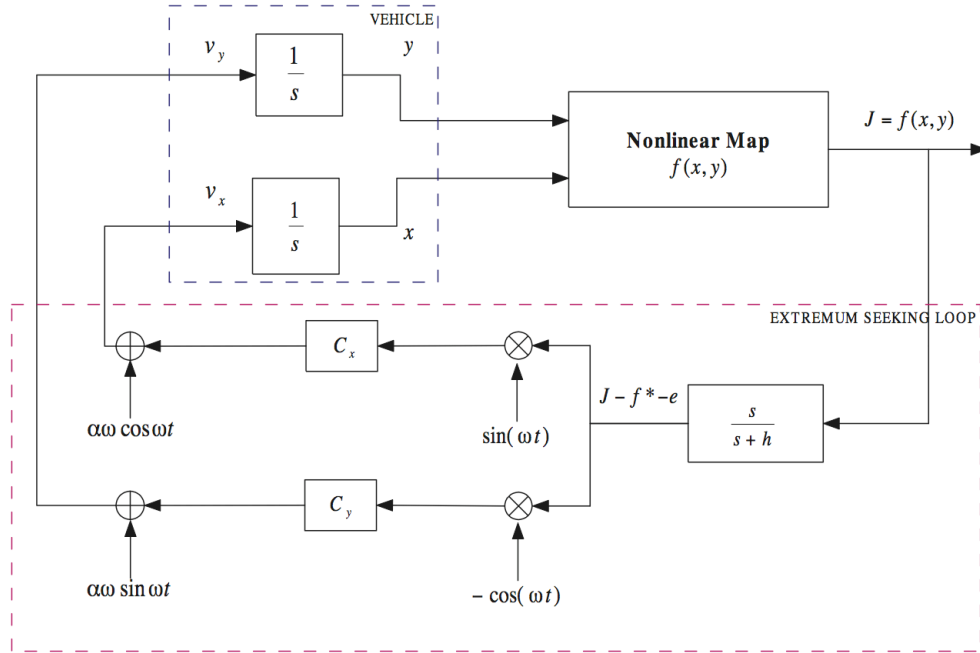 VEHICLE
v_y
1
s
y
J = f(x, y)
Nonlinear Map
f(x, y)
v_x
1
s
x
EXTREMUM SEEKING LOOP
C_x
J − f * −e
s
s + h
αω cos ωt
sin( ωt)
C_y
αω sin ωt
− cos( ωt)